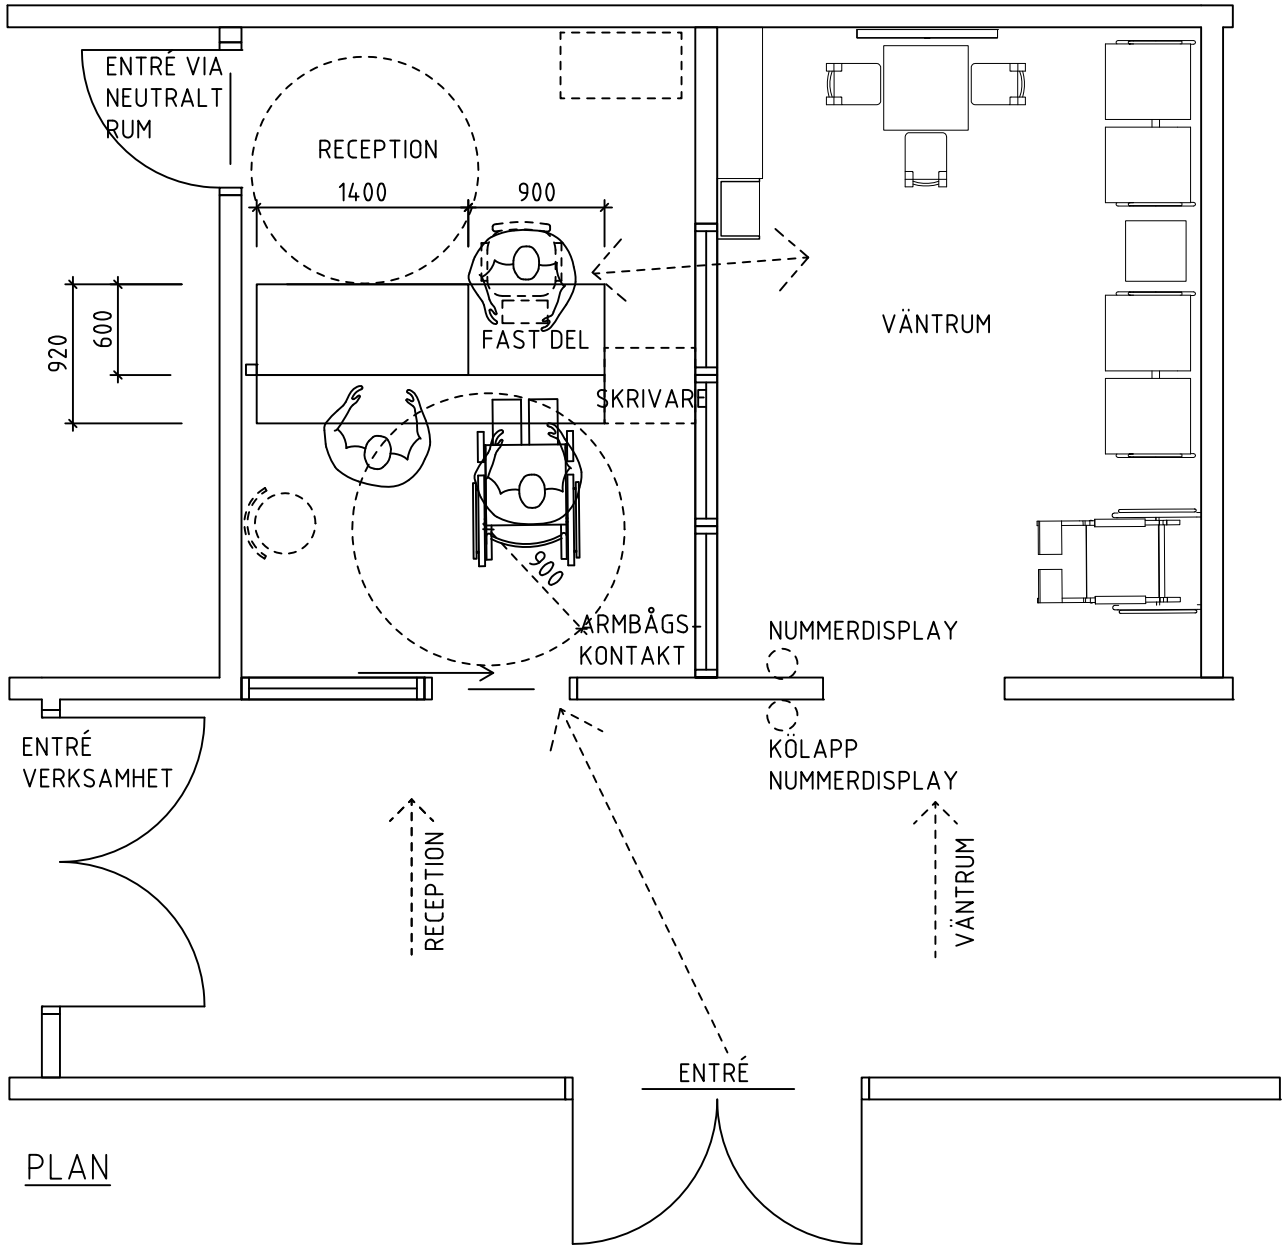 ENTRÉ VIA
NEUTRALT
RUM
RECEPTION
1400
900
600
920
FAST DEL
VÄNTRUM
SKRIVARE
900
ARMBÅGS-
KONTAKT
NUMMERDISPLAY
ENTRÉ
VERKSAMHET
KÖLAPP
NUMMERDISPLAY
RECEPTION
VÄNTRUM
ENTRÉ
PLAN